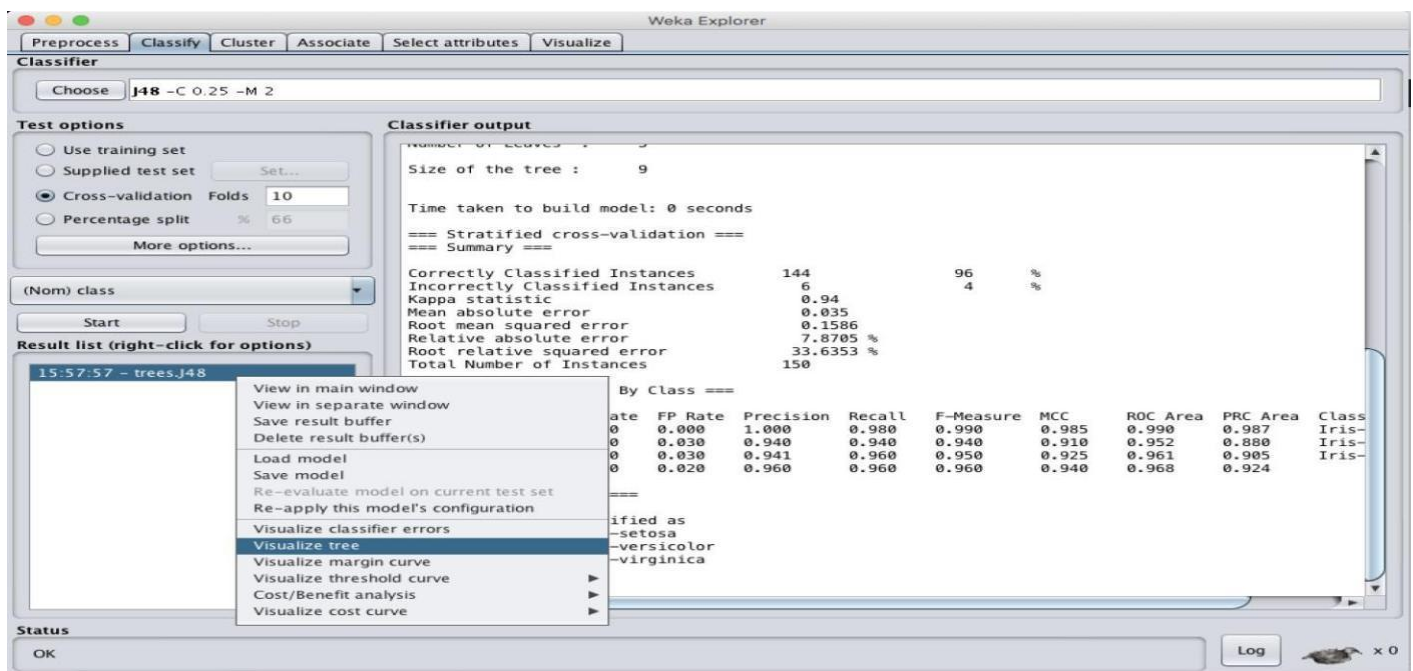 Weka Explorer
Preprocess Classify Cluster Associate Select attributes Visualize
Classifier
Choose J48 -C 0.25 -M 2
Test options
Use training set
Supplied test set Set...
Cross-validation Folds 10
Percentage split % 66
More options...
(Nom) class
Start Stop
Result list (right-click for options)
15:57:57 - trees.J48
View in main window
View in separate window
Save result buffer
Delete result buffer(s)
Load model
Save model
Re-evaluate model on current test set
Re-apply this model's configuration
Visualize classifier errors
Visualize tree
Visualize margin curve
Visualize threshold curve
Cost/Benefit analysis
Visualize cost curve
Classifier output
Size of the tree : 9
Time taken to build model: 0 seconds
=== Stratified cross-validation ===
=== Summary ===
Correctly Classified Instances 144 96 %
Incorrectly Classified Instances 6 4 %
Kappa statistic 0.94
Mean absolute error 0.035
Root mean squared error 0.1586
Relative absolute error 7.8705 %
Root relative squared error 33.6353 %
Total Number of Instances 150
By Class ===
ate FP Rate Precision Recall F-Measure MCC ROC Area PRC Area Class
0 0.000 1.000 0.980 0.990 0.985 0.990 0.987 Iris-
0 0.030 0.940 0.940 0.940 0.910 0.952 0.880 Iris-
0 0.030 0.941 0.960 0.950 0.925 0.961 0.905 Iris-
0 0.020 0.960 0.960 0.960 0.940 0.968 0.924
===
ified as
-setosa
-versicolor
-virginica
Status
OK
Log x 0